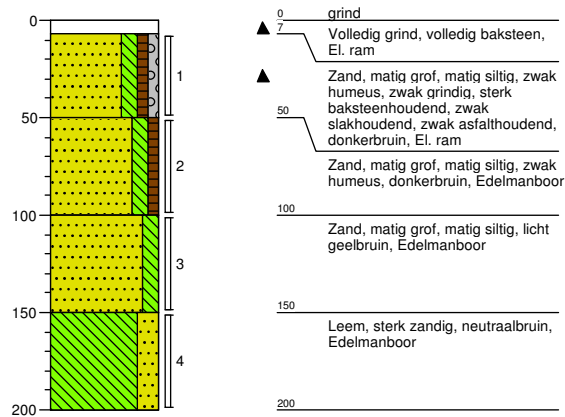 0
50
100
150
200
1
2
3
4
0
grind
7
Volledig grind, volledig baksteen,
El. ram
Zand, matig grof, matig siltig, zwak
humeus, zwak grindig, sterk
baksteenhoudend, zwak
slakhoudend, zwak asfalthoudend,
donkerbruin, El. ram
50
Zand, matig grof, matig siltig, zwak
humeus, donkerbruin, Edelmanboor
100
Zand, matig grof, matig siltig, licht
geelbruin, Edelmanboor
150
Leem, sterk zandig, neutraalbruin,
Edelmanboor
200